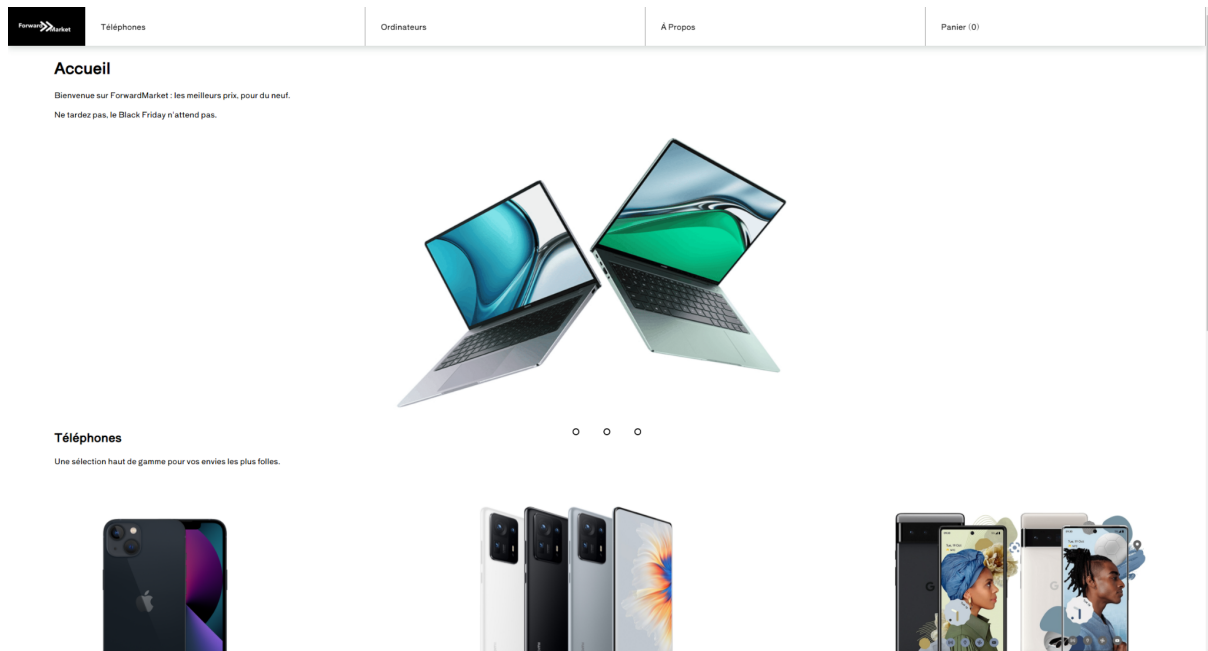 ForwardMarket
Téléphones
Ordinateurs
Á Propos
Panier (0)
Accueil
Bienvenue sur ForwardMarket : les meilleurs prix, pour du neuf.
Ne tardez pas, le Black Friday n'attend pas.
Téléphones
Une sélection haut de gamme pour vos envies les plus folles.